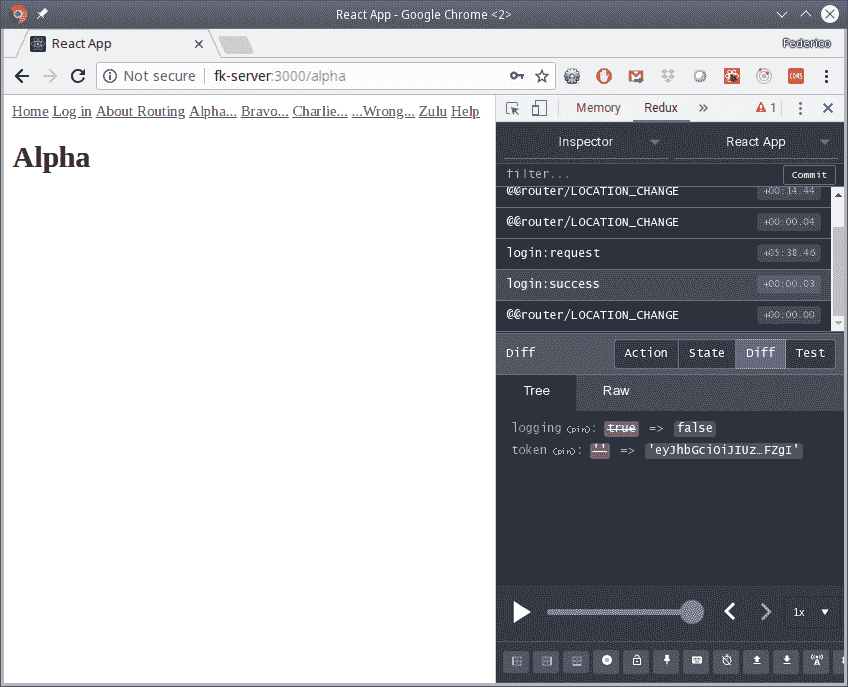 React App - Google Chrome <2>
React App
Federico
Not secure fk-server:3000/alpha
CORS
Home Log in About Routing Alpha... Bravo... Charlie... ...Wrong... Zulu Help
Alpha
Memory Redux » 1
Inspector React App
filter... Commit
@@router/LOCATION_CHANGE +00:14.44
@@router/LOCATION_CHANGE +00:00.04
login:request +05:38.46
login:success +00:00.03
@@router/LOCATION_CHANGE +00:00.00
Diff Action State Diff Test
Tree Raw
logging (pin): true => false
token (pin): '' => 'eyJhbGciOiJIUz…FZgI'
1x